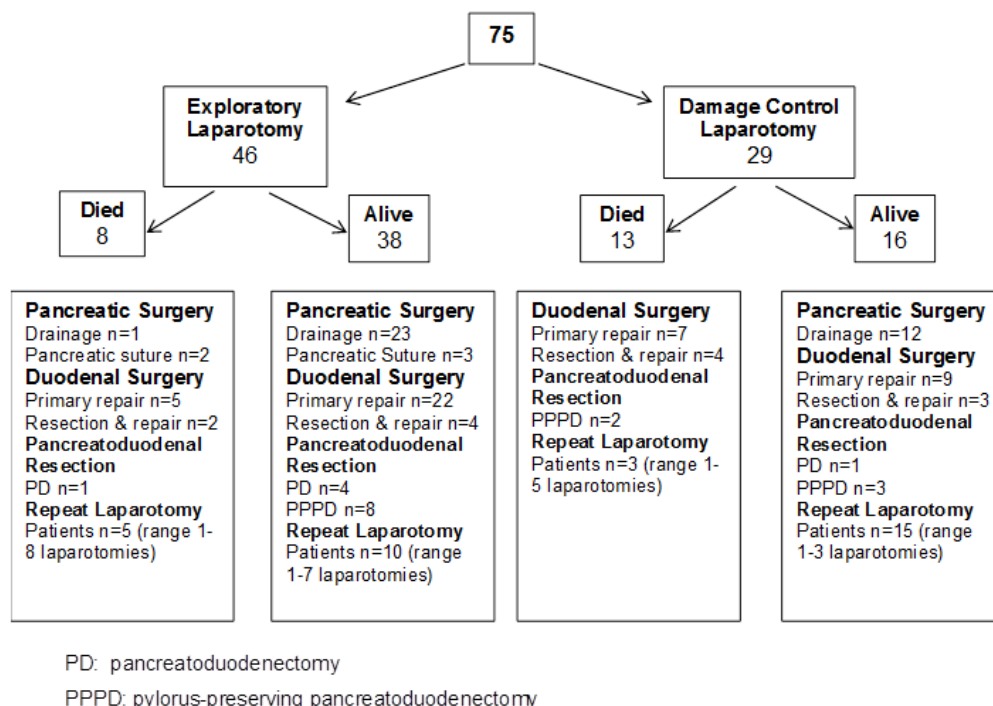 75
Exploratory
Laparotomy
46
Damage Control
Laparotomy
29
Died
8
Alive
38
Died
13
Alive
16
Pancreatic Surgery
Drainage n=1
Pancreatic suture n=2
Duodenal Surgery
Primary repair n=5
Resection & repair n=2
Pancreatoduodenal
Resection
PD n=1
Repeat Laparotomy
Patients n=5 (range 1-
8 laparotomies)
Pancreatic Surgery
Drainage n=23
Pancreatic Suture n=3
Duodenal Surgery
Primary repair n=22
Resection & repair n=4
Pancreatoduodenal
Resection
PD n=4
PPPD n=8
Repeat Laparotomy
Patients n=10 (range
1-7 laparotomies)
Duodenal Surgery
Primary repair n=7
Resection & repair n=4
Pancreatoduodenal
Resection
PPPD n=2
Repeat Laparotomy
Patients n=3 (range 1-
5 laparotomies)
Pancreatic Surgery
Drainage n=12
Duodenal Surgery
Primary repair n=9
Resection & repair n=3
Pancreatoduodenal
Resection
PD n=1
PPPD n=3
Repeat Laparotomy
Patients n=15 (range
1-3 laparotomies)
PD: pancreatoduodenectomy
PPPD: pylorus-preserving pancreatoduodenectomy